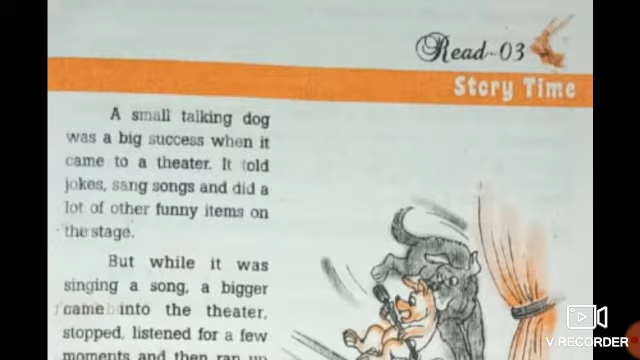 Read-03
Story Time
A small talking dog
was a big success when it
came to a theater. It told
jokes, sang songs and did a
lot of other funny items on
the stage.
But while it was
singing a song, a bigger
came into the theater,
stopped, listened for a few
moments and then ran up
V RECORDER